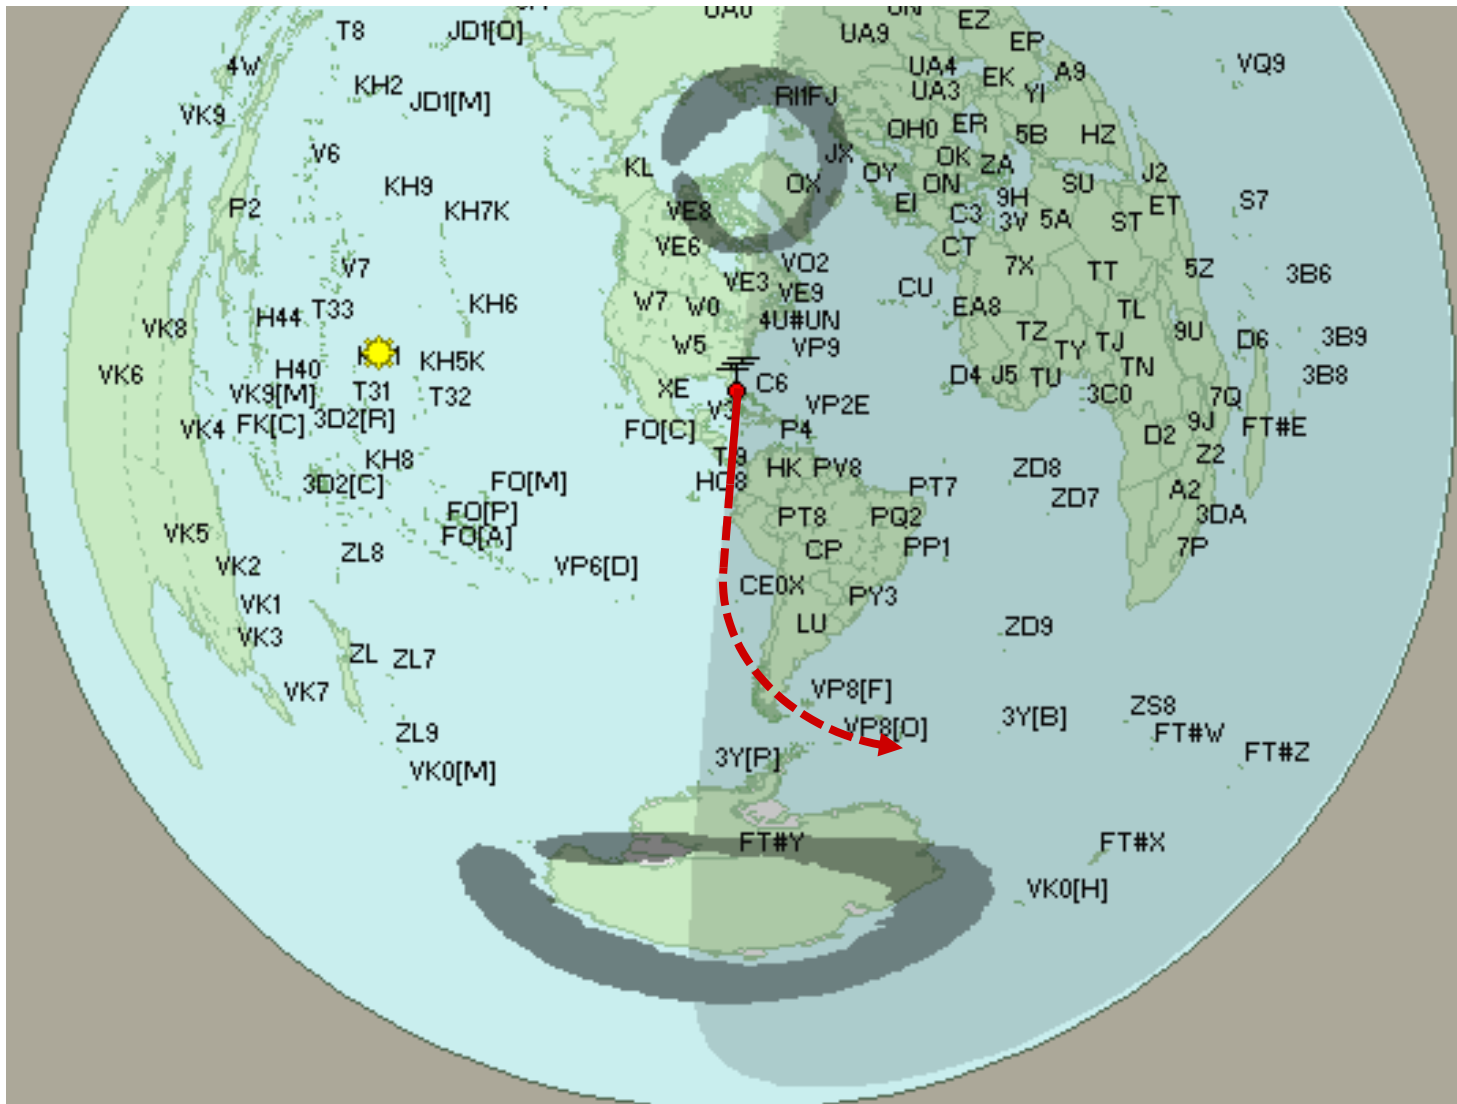 UA0
EZ
T8
JD1[O]
UA9
EP
4W
UA4
EK
A9
VQ9
KH2
UA3
YI
JD1[M]
RI1FJ
VK9
OH0
ER
5B
HZ
V6
JX
OK
ZA
KL
OY
J2
KH9
OX
ON
SU
9H
S7
P2
KH7K
VE8
EI
C3
3V
5A
ST
ET
VE6
CT
V7
VO2
7X
TT
5Z
3B6
VE3
CU
W7
W0
VE9
KH6
EA8
H44
T33
4U#UN
TL
VK8
TZ
TJ
9U
D6
3B9
W5
VP9
TY
H40
KH5K
TN
VK6
D4
J5
TU
3B8
VK9[M]
T31
T32
XE
C6
3C0
7Q
FK[C]
3D2[R]
VP2E
VK4
FO[C]
P4
D2
9J
FT#E
KH8
HK
PV8
ZD8
Z2
3D2[C]
FO[M]
PT7
ZD7
A2
FO[P]
PT8
PQ2
3DA
VK5
FO[A]
CP
PP1
7P
ZL8
VK2
VP6[D]
CE0X
PY3
VK1
LU
ZD9
VK3
ZL
ZL7
VK7
VP8[F]
ZS8
3Y[B]
ZL9
VP8[O]
FT#W
3Y[P]
FT#Z
VK0[M]
FT#Y
FT#X
VK0[H]